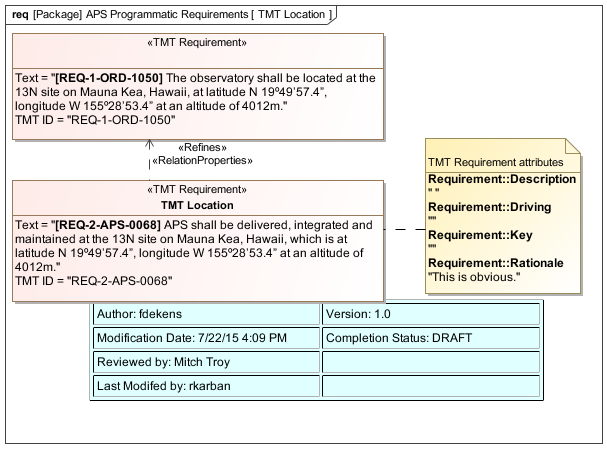 req [Package] APS Programmatic Requirements [ TMT Location ]
«TMT Requirement»
Text = "[REQ-1-ORD-1050] The observatory shall be located at the
13N site on Mauna Kea, Hawaii, at latitude N 19º49’57.4”,
longitude W 155º28’53.4” at an altitude of 4012m."
TMT ID = "REQ-1-ORD-1050"
«Refines»
«RelationProperties»
«TMT Requirement»
TMT Location
Text = "[REQ-2-APS-0068] APS shall be delivered, integrated and
maintained at the 13N site on Mauna Kea, Hawaii, which is at
latitude N 19º49’57.4”, longitude W 155º28’53.4” at an altitude of
4012m."
TMT ID = "REQ-2-APS-0068"
TMT Requirement attributes
Requirement::Description
" "
Requirement::Driving
""
Requirement::Key
""
Requirement::Rationale
"This is obvious."
Author: fdekens Version: 1.0
Modification Date: 7/22/15 4:09 PM Completion Status: DRAFT
Reviewed by: Mitch Troy
Last Modifed by: rkarban